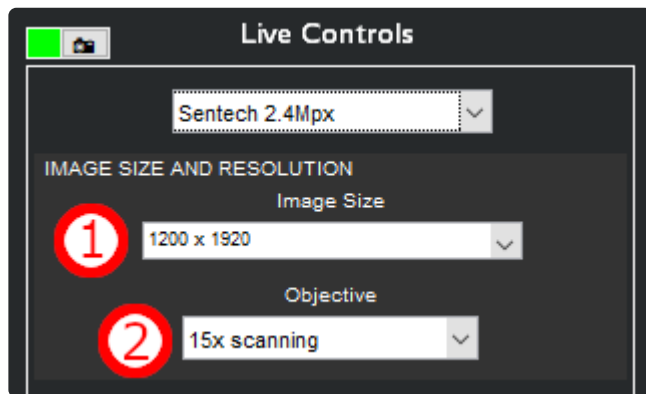 Live Controls
Sentech 2.4Mpx
IMAGE SIZE AND RESOLUTION
Image Size
1
1200 x 1920
Objective
2
15x scanning